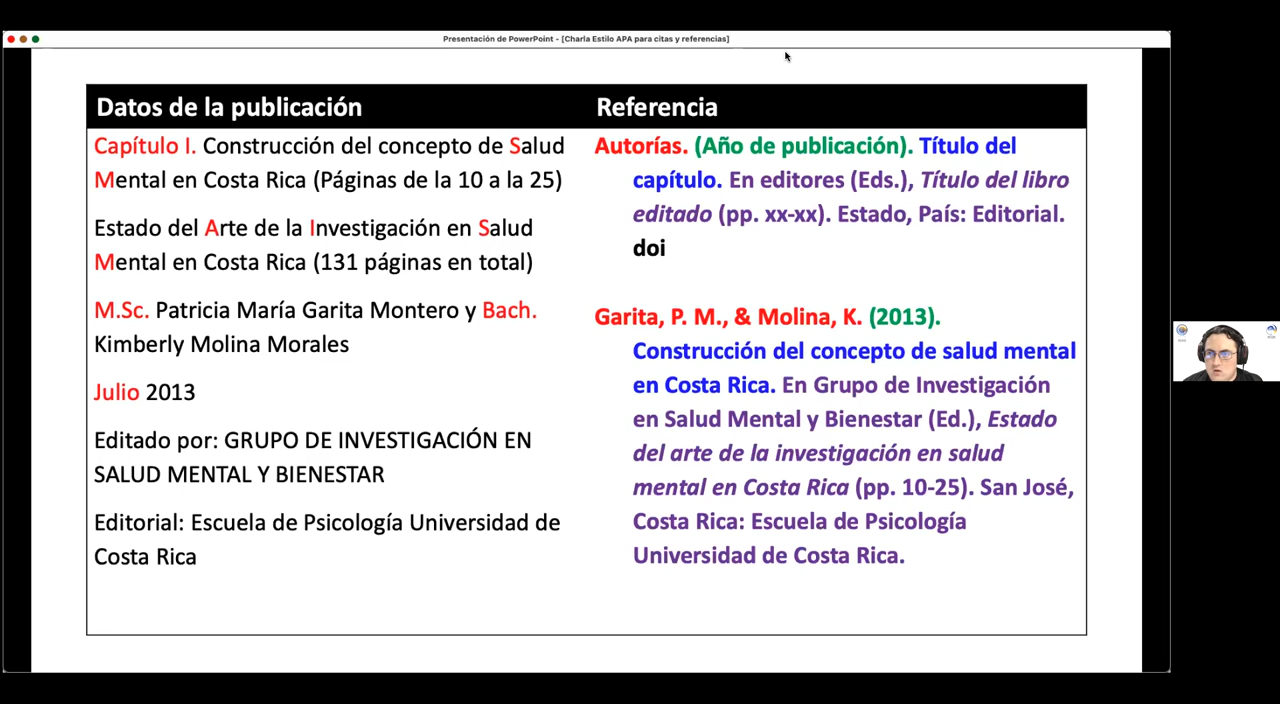 Presentación de PowerPoint - [Charla Estilo APA para citas y referencias]
Datos de la publicación
Capítulo I. Construcción del concepto de Salud
Mental en Costa Rica (Páginas de la 10 a la 25)
Estado del Arte de la Investigación en Salud
Mental en Costa Rica (131 páginas en total)
M.Sc. Patricia María Garita Montero y Bach.
Kimberly Molina Morales
Julio 2013
Editado por: GRUPO DE INVESTIGACIÓN EN
SALUD MENTAL Y BIENESTAR
Editorial: Escuela de Psicología Universidad de
Costa Rica
Referencia
Autorías. (Año de publicación). Título del
capítulo. En editores (Eds.), Título del libro
editado (pp. xx-xx). Estado, País: Editorial.
doi
Garita, P. M., & Molina, K. (2013).
Construcción del concepto de salud mental
en Costa Rica. En Grupo de Investigación
en Salud Mental y Bienestar (Ed.), Estado
del arte de la investigación en salud
mental en Costa Rica (pp. 10-25). San José,
Costa Rica: Escuela de Psicología
Universidad de Costa Rica.